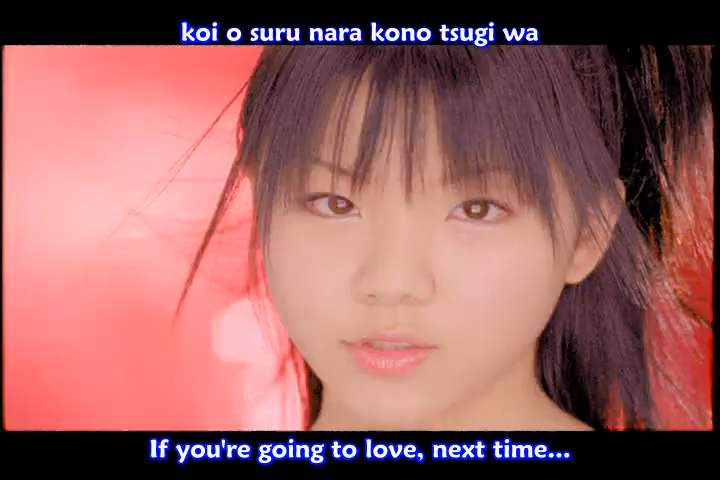 koi o suru nara kono tsugi wa
If you're going to love, next time...